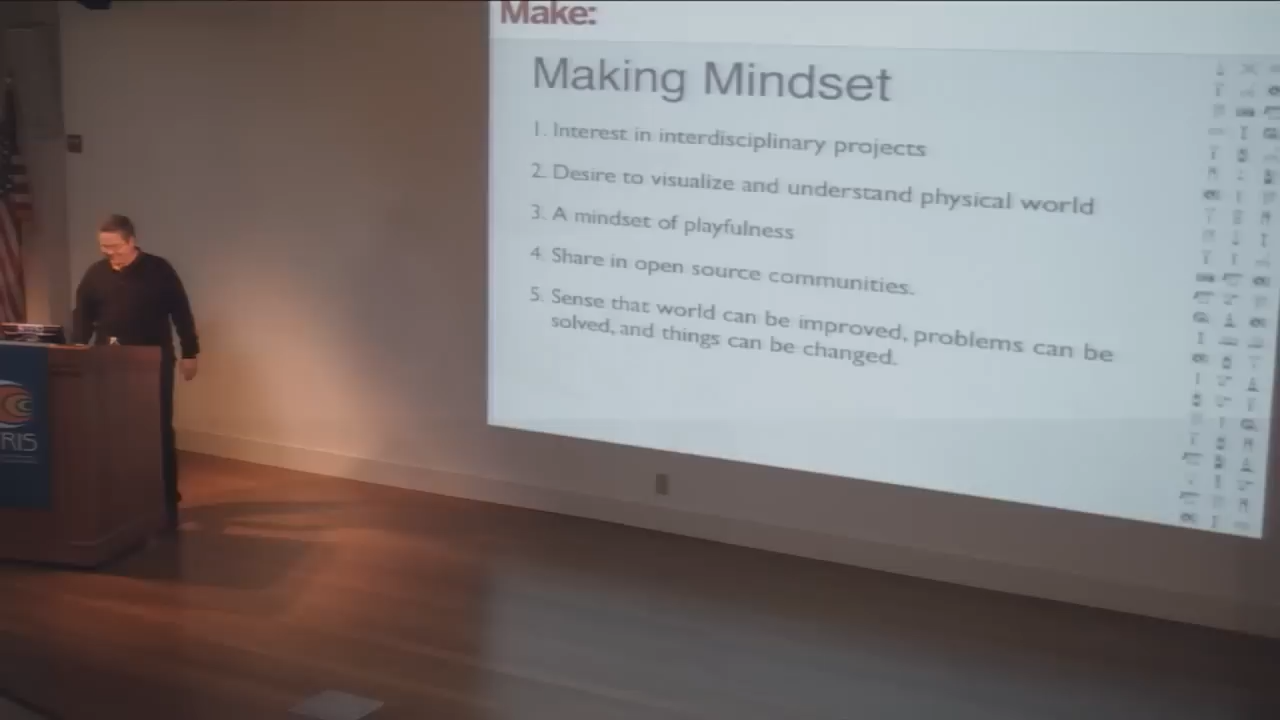 Make:
Making Mindset
1. Interest in interdisciplinary projects
2. Desire to visualize and understand physical world
3. A mindset of playfulness
4. Share in open source communities.
5. Sense that world can be improved, problems can be
solved, and things can be changed.
RIS